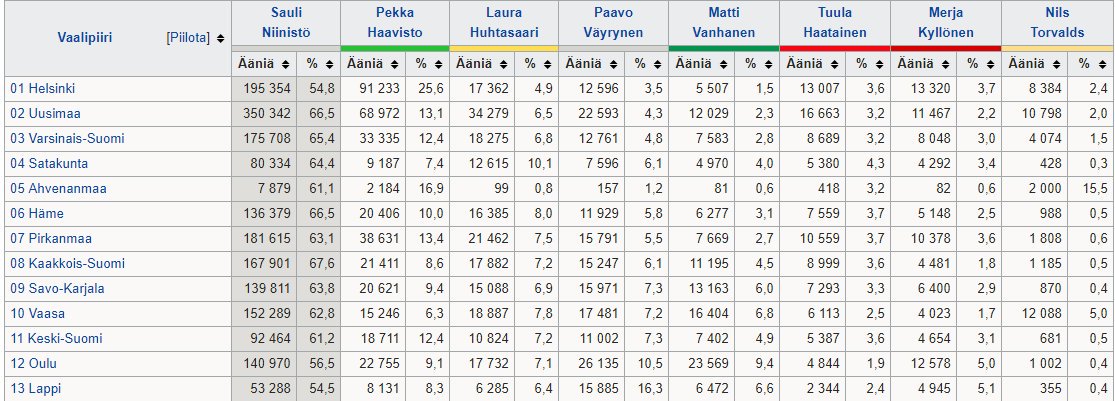 Vaalipiiri [Piilota] Sauli Niinistö Pekka Haavisto Laura Huhtasaari Paavo Väyrynen Matti Vanhanen Tuula Haatainen Merja Kyllönen Nils Torvalds
Ääniä % Ääniä % Ääniä % Ääniä % Ääniä % Ääniä % Ääniä % Ääniä %
01 Helsinki 195 354 54,8 91 233 25,6 17 362 4,9 12 596 3,5 5 507 1,5 13 007 3,6 13 320 3,7 8 384 2,4
02 Uusimaa 350 342 66,5 68 972 13,1 34 279 6,5 22 593 4,3 12 029 2,3 16 663 3,2 11 467 2,2 10 798 2,0
03 Varsinais-Suomi 175 708 65,4 33 335 12,4 18 275 6,8 12 761 4,8 7 583 2,8 8 689 3,2 8 048 3,0 4 074 1,5
04 Satakunta 80 334 64,4 9 187 7,4 12 615 10,1 7 596 6,1 4 970 4,0 5 380 4,3 4 292 3,4 428 0,3
05 Ahvenanmaa 7 879 61,1 2 184 16,9 99 0,8 157 1,2 81 0,6 418 3,2 82 0,6 2 000 15,5
06 Häme 136 379 66,5 20 406 10,0 16 385 8,0 11 929 5,8 6 277 3,1 7 559 3,7 5 148 2,5 988 0,5
07 Pirkanmaa 181 615 63,1 38 631 13,4 21 462 7,5 15 791 5,5 7 669 2,7 10 559 3,7 10 378 3,6 1 808 0,6
08 Kaakkois-Suomi 167 901 67,6 21 411 8,6 17 882 7,2 15 247 6,1 11 195 4,5 8 999 3,6 4 481 1,8 1 185 0,5
09 Savo-Karjala 139 811 63,8 20 621 9,4 15 088 6,9 15 971 7,3 13 163 6,0 7 293 3,3 6 400 2,9 870 0,4
10 Vaasa 152 289 62,8 15 246 6,3 18 887 7,8 17 481 7,2 16 404 6,8 6 113 2,5 4 023 1,7 12 088 5,0
11 Keski-Suomi 92 464 61,2 18 711 12,4 10 824 7,2 11 002 7,3 7 402 4,9 5 387 3,6 4 654 3,1 681 0,5
12 Oulu 140 970 56,5 22 755 9,1 17 732 7,1 26 135 10,5 23 569 9,4 4 844 1,9 12 578 5,0 1 002 0,4
13 Lappi 53 288 54,5 8 131 8,3 6 285 6,4 15 885 16,3 6 472 6,6 2 344 2,4 4 945 5,1 355 0,4